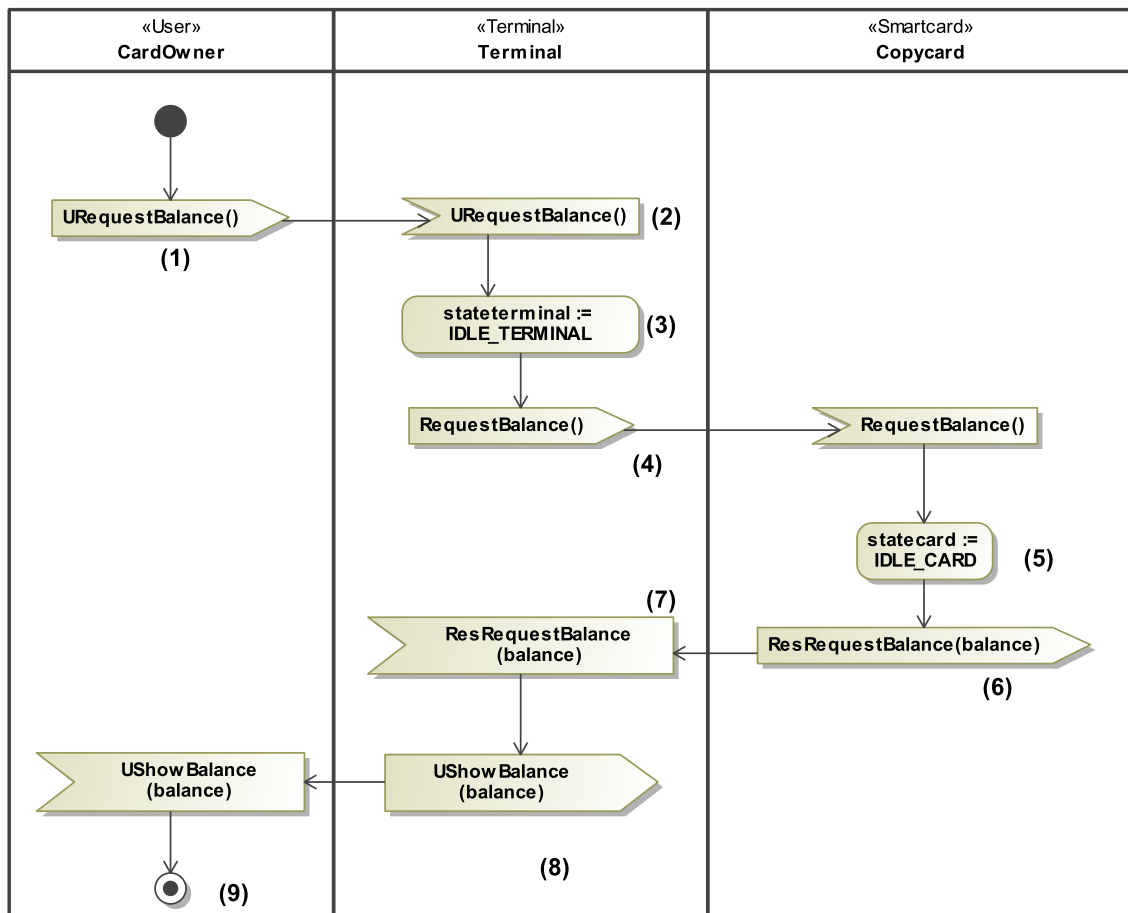 «User»
CardOwner
«Terminal»
Terminal
«Smartcard»
Copycard
URequestBalance()
(1)
URequestBalance()
(2)
stateterminal :=
IDLE_TERMINAL
(3)
RequestBalance()
(4)
RequestBalance()
statecard :=
IDLE_CARD
(5)
ResRequestBalance(balance)
(6)
(7)
ResRequestBalance
(balance)
UShowBalance
(balance)
(8)
UShowBalance
(balance)
(9)